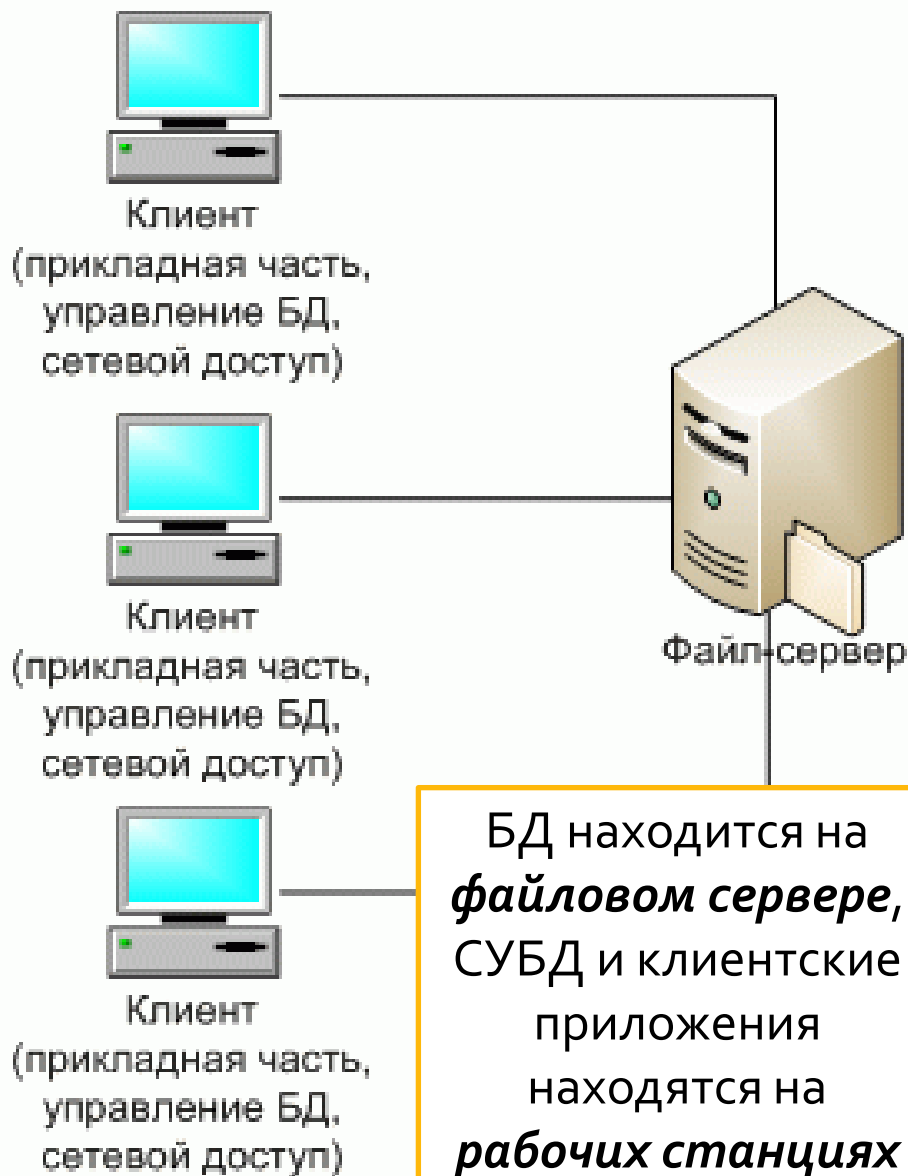 Клиент
(прикладная часть,
управление БД,
сетевой доступ)
Клиент
(прикладная часть,
управление БД,
сетевой доступ)
Файл-сервер
Клиент
(прикладная часть,
управление БД,
сетевой доступ)
БД находится на
файловом сервере,
СУБД и клиентские
приложения
находятся на
рабочих станциях